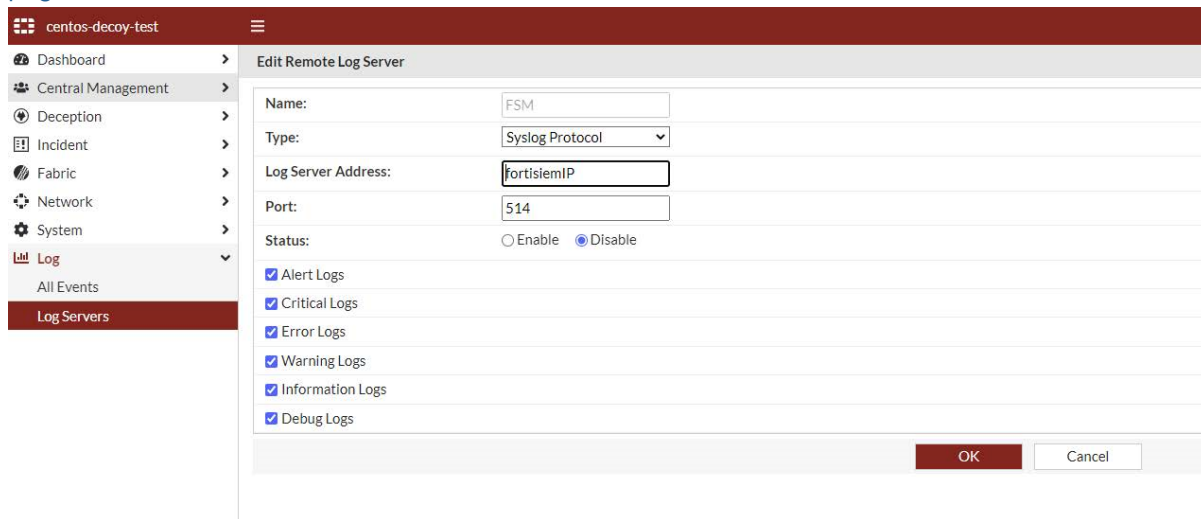 centos-decoy-test
Dashboard
Central Management
Deception
Incident
Fabric
Network
System
Log
All Events
Log Servers
Edit Remote Log Server
Name: FSM
Type: Syslog Protocol
Log Server Address: fortisiemIP
Port: 514
Status: Enable Disable
Alert Logs
Critical Logs
Error Logs
Warning Logs
Information Logs
Debug Logs
OK Cancel